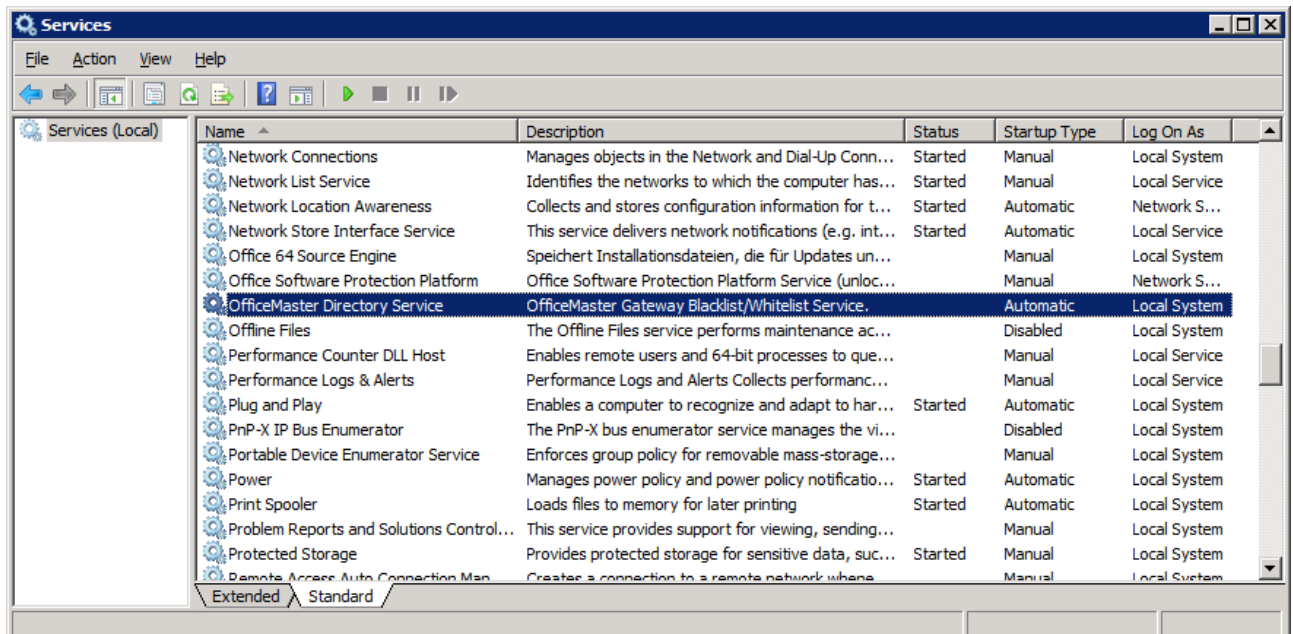 Services
File Action View Help
Services (Local)
Name Description Status Startup Type Log On As
Network Connections Manages objects in the Network and Dial-Up Conn... Started Manual Local System
Network List Service Identifies the networks to which the computer has... Started Manual Local Service
Network Location Awareness Collects and stores configuration information for t... Started Automatic Network S...
Network Store Interface Service This service delivers network notifications (e.g. int... Started Automatic Local Service
Office 64 Source Engine Speichert Installationsdateien, die für Updates un... Manual Local System
Office Software Protection Platform Office Software Protection Platform Service (unloc... Manual Network S...
OfficeMaster Directory Service OfficeMaster Gateway Blacklist/Whitelist Service. Automatic Local System
Offline Files The Offline Files service performs maintenance ac... Disabled Local System
Performance Counter DLL Host Enables remote users and 64-bit processes to que... Manual Local Service
Performance Logs & Alerts Performance Logs and Alerts Collects performanc... Manual Local Service
Plug and Play Enables a computer to recognize and adapt to har... Started Automatic Local System
PnP-X IP Bus Enumerator The PnP-X bus enumerator service manages the vi... Disabled Local System
Portable Device Enumerator Service Enforces group policy for removable mass-storage... Manual Local System
Power Manages power policy and power policy notificatio... Started Automatic Local System
Print Spooler Loads files to memory for later printing Started Automatic Local System
Problem Reports and Solutions Control... This service provides support for viewing, sending... Manual Local System
Protected Storage Provides protected storage for sensitive data, suc... Started Manual Local System
Remote Access Auto Connection Man... Creates a connection to a remote network whene... Manual Local System
Extended Standard